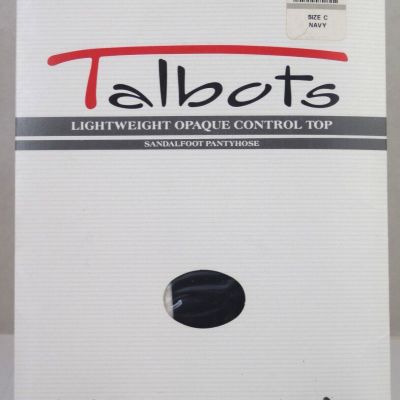 SIZE C
NAVY
Talbots
LIGHTWEIGHT OPAQUE CONTROL TOP
SANDALFOOT PANTYHOSE